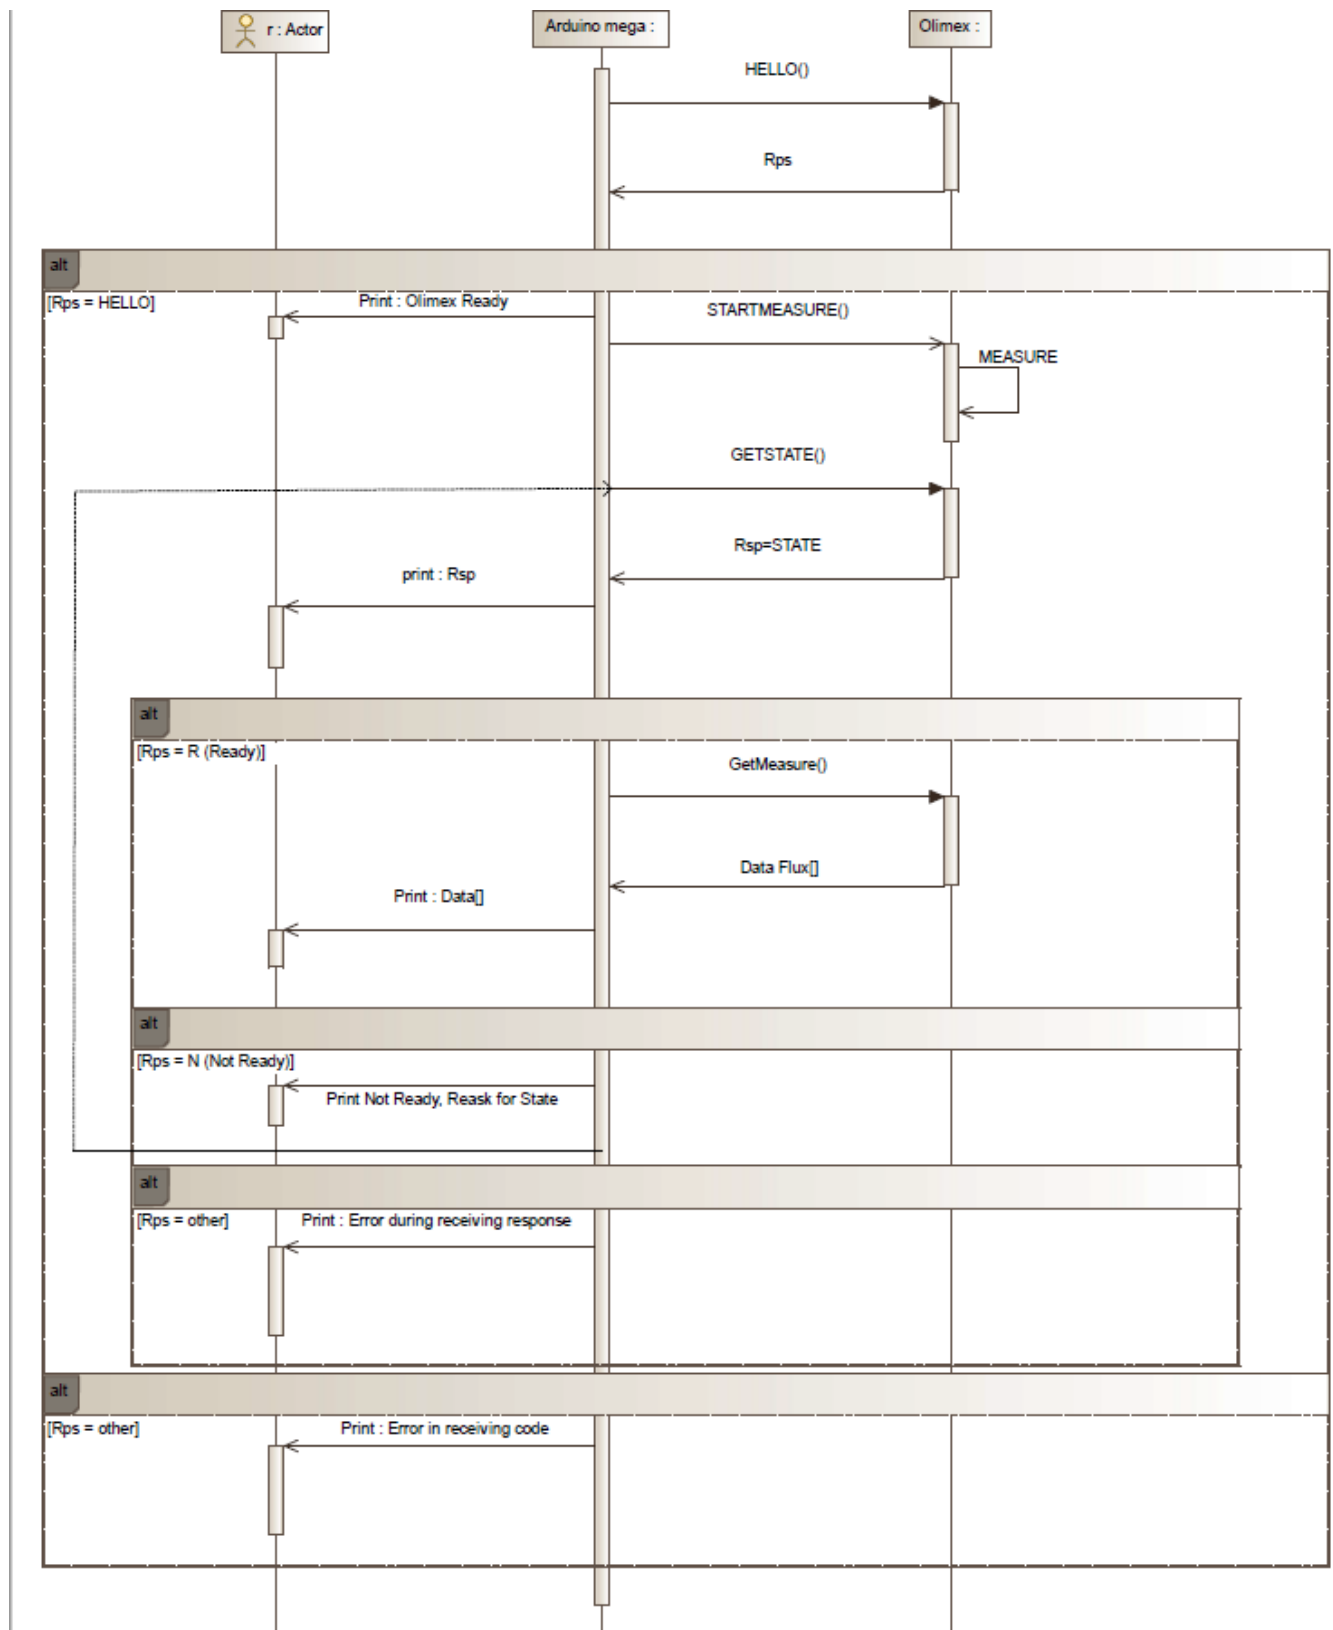 r : Actor
Arduino mega :
Olimex :
HELLO()
Rps
alt
[Rps = HELLO]
Print : Olimex Ready
STARTMEASURE()
MEASURE
GETSTATE()
Rsp=STATE
print : Rsp
alt
[Rps = R (Ready)]
GetMeasure()
Data Flux[]
Print : Data[]
alt
[Rps = N (Not Ready)]
Print Not Ready, Reask for State
alt
[Rps = other]
Print : Error during receiving response
alt
[Rps = other]
Print : Error in receiving code